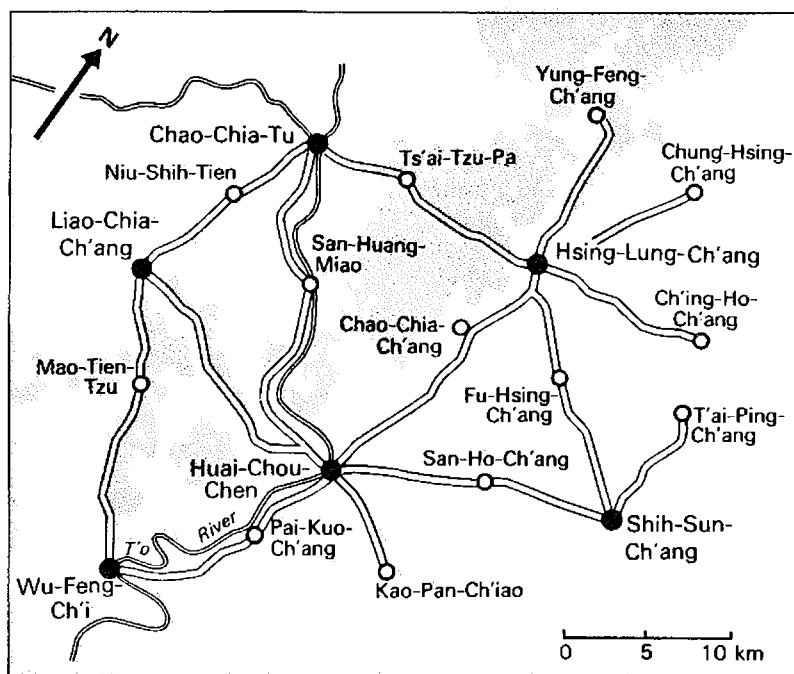 N
Yung-Feng-
Ch'ang
Chao-Chia-Tu
Ts'ai-Tzu-Pa
Chung-Hsing-
Ch'ang
Niu-Shih-Tien
Liao-Chia-
Ch'ang
San-Huang-
Miao
Hsing-Lung-Ch'ang
Chao-Chia-
Ch'ang
Ch'ing-Ho-
Ch'ang
Mao-Tien-
Tzu
Fu-Hsing-
Ch'ang
T'ai-Ping-
Ch'ang
Huai-Chou-
Chen
San-Ho-Ch'ang
T'o River
Pai-Kuo-
Ch'ang
Shih-Sun-
Ch'ang
Wu-Feng-
Ch'i
Kao-Pan-Ch'iao
0 5 10 km